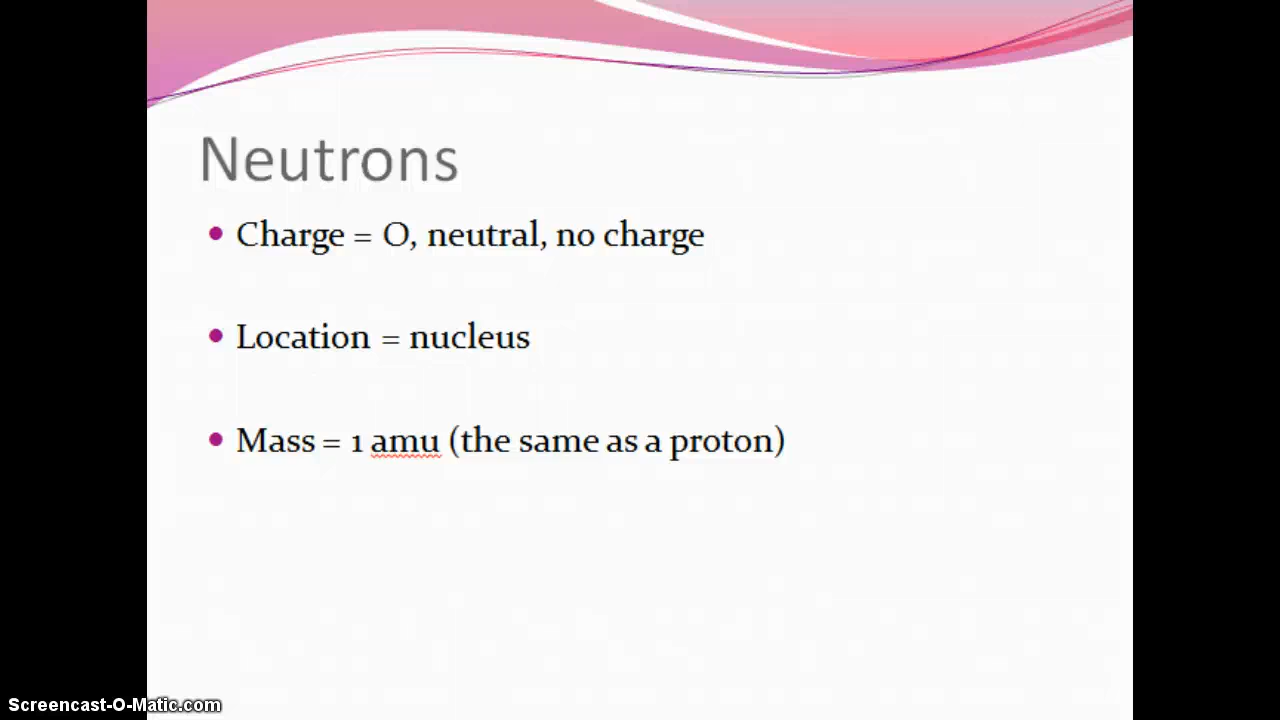 Neutrons
Charge = O, neutral, no charge
Location = nucleus
Mass = 1 amu (the same as a proton)
Screencast-O-Matic.com